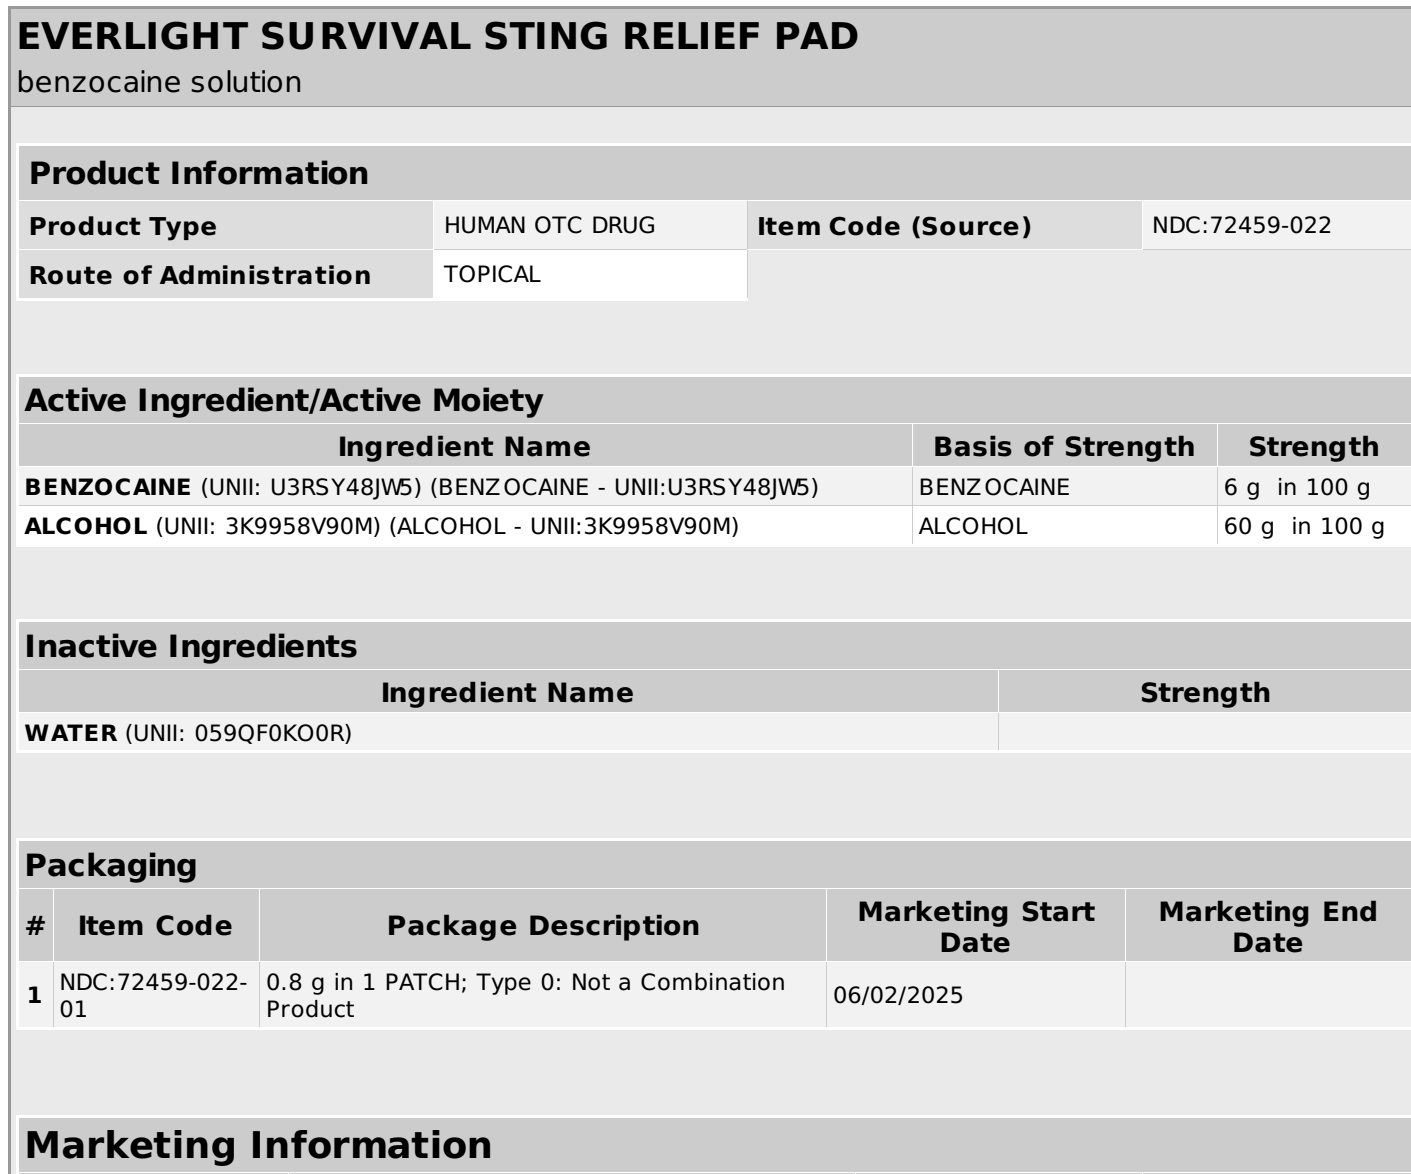 EVERLIGHT SURVIVAL STING RELIEF PAD
benzocaine solution
Product Information
Product Type HUMAN OTC DRUG Item Code (Source) NDC:72459-022
Route of Administration TOPICAL
Active Ingredient/Active Moiety
Ingredient Name Basis of Strength Strength
BENZOCAINE (UNII: U3RSY48JW5) (BENZOCAINE - UNII:U3RSY48JW5) BENZOCAINE 6 g in 100 g
ALCOHOL (UNII: 3K9958V90M) (ALCOHOL - UNII:3K9958V90M) ALCOHOL 60 g in 100 g
Inactive Ingredients
Ingredient Name Strength
WATER (UNII: 059QF0KO0R)
Packaging
# Item Code Package Description Marketing Start Date Marketing End Date
1 NDC:72459-022-01 0.8 g in 1 PATCH; Type 0: Not a Combination Product 06/02/2025
Marketing Information